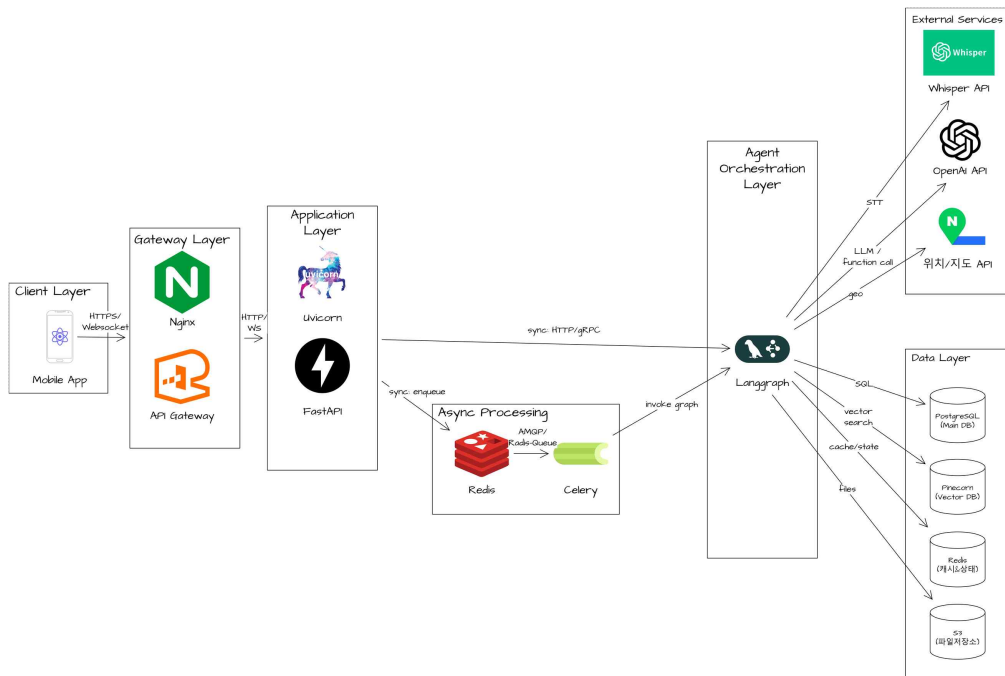 Client Layer
HTTPS/
Websocket
Mobile App
Gateway Layer
Nginx
API Gateway
HTTP/
WS
Application
Layer
uvicorn
Uvicorn
FastAPI
sync: HTTP/gRPC
sync: enqueue
Async Processing
AMQP/
Radis-Queue
Redis
Celery
invoke graph
Agent
Orchestration
Layer
Langgraph
STT
LLM /
function call
geo
SQL
vector
search
cache/state
files
External Services
Whisper
Whisper API
OpenAI API
N
위치/지도 API
Data Layer
PostgreSQL
(Main DB)
Pinecorn
(Vector DB)
Redis
(캐시&상태)
S3
(파일저장소)